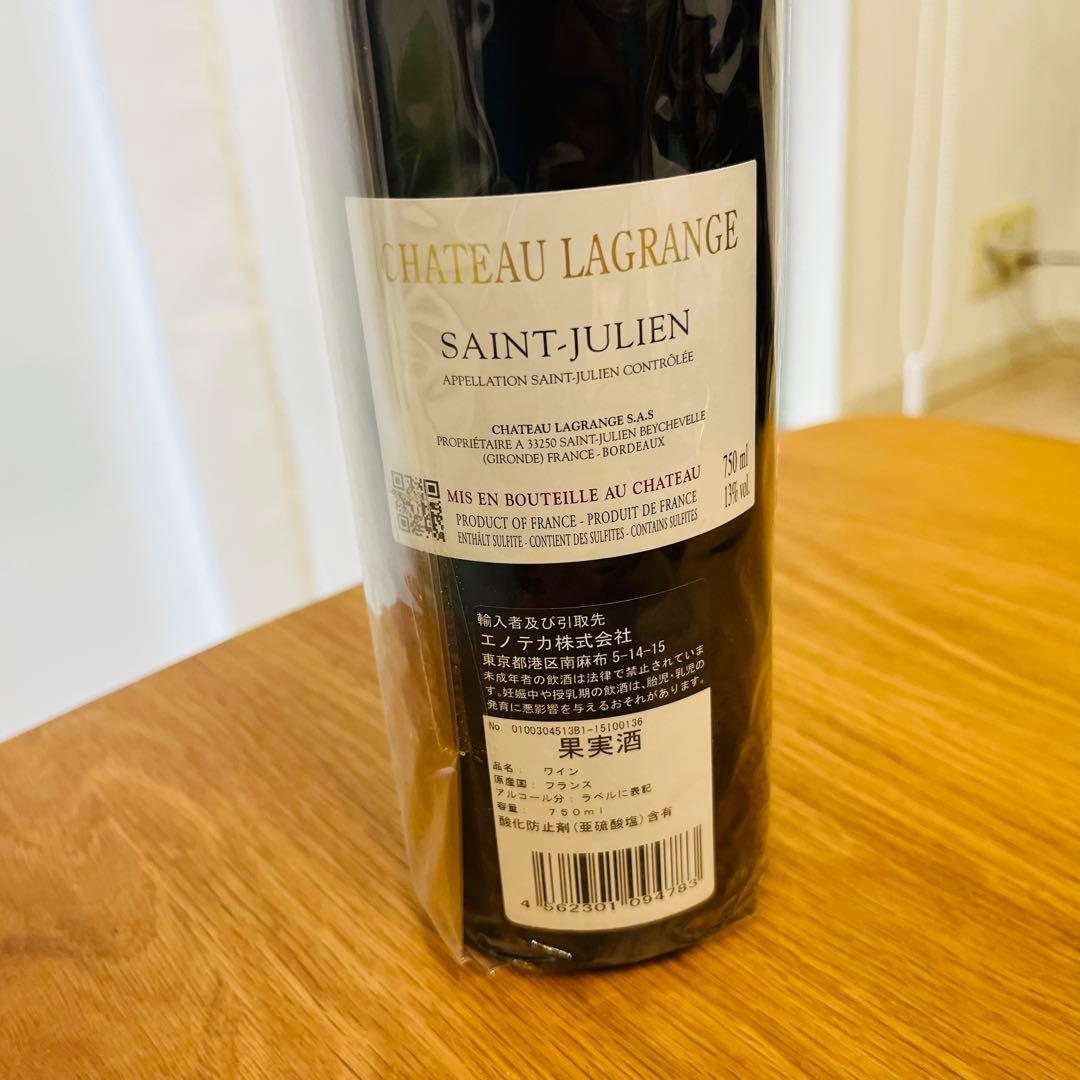 CHATEAU LAGRANGE
SAINT-JULIEN
APPELLATION SAINT-JULIEN CONTRÔLÉE
CHATEAU LAGRANGE S.A.S
PROPRIÉTAIRE A 33250 SAINT-JULIEN BEYCHEVELLE
(GIRONDE) FRANCE - BORDEAUX
750 ml
13% vol.
MIS EN BOUTEILLE AU CHATEAU
PRODUCT OF FRANCE - PRODUIT DE FRANCE
ENTHÄLT SULFITE - CONTIENT DES SULFITES - CONTAINS SULFITES
輸入者及び引取先
エノテカ株式会社
東京都港区南麻布 5-14-15
未成年者の飲酒は法律で禁止されていま
す。妊娠中や授乳期の飲酒は、胎児・乳児の
発育に悪影響を与えるおそれがあります。
No. 0100304513B1-15100136
果実酒
品名: ワイン
原産国: フランス
アルコール分: ラベルに表記
容量: 750ml
酸化防止剤(亜硫酸塩)含有
4 562301 094783